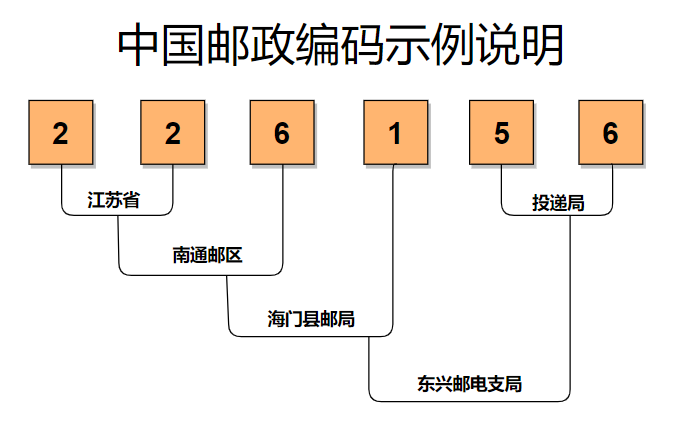 中国邮政编码示例说明
2 2 6 1 5 6
江苏省
投递局
南通邮区
海门县邮局
东兴邮电支局